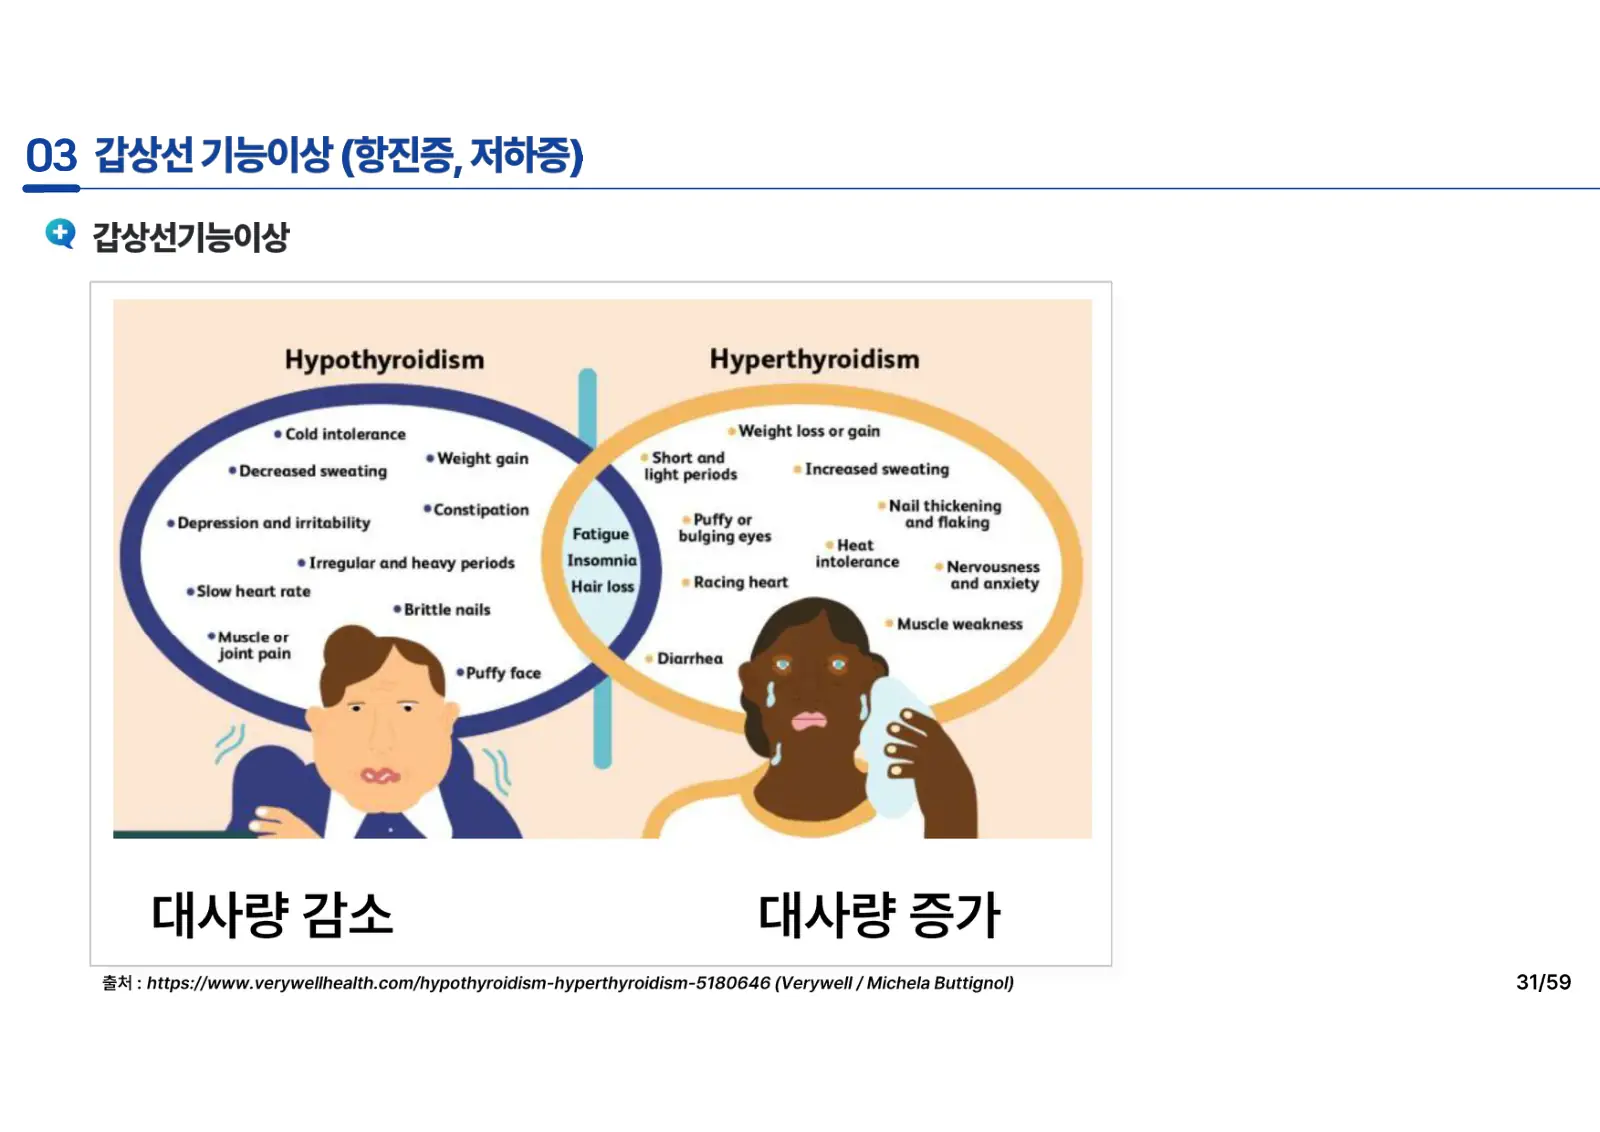 03 갑상선 기능이상 (항진증, 저하증)
갑상선기능이상
Hypothyroidism
• Cold intolerance
• Weight gain
• Decreased sweating
• Constipation
• Depression and irritability
• Irregular and heavy periods
• Slow heart rate
• Brittle nails
• Muscle or
joint pain
• Puffy face
Fatigue
Insomnia
Hair loss
Hyperthyroidism
• Weight loss or gain
• Short and
light periods
• Increased sweating
• Nail thickening
and flaking
• Puffy or
bulging eyes
• Heat
intolerance
• Nervousness
and anxiety
• Racing heart
• Muscle weakness
• Diarrhea
대사량 감소
대사량 증가
출처 : https://www.verywellhealth.com/hypothyroidism-hyperthyroidism-5180646 (Verywell / Michela Buttignol)
31/59